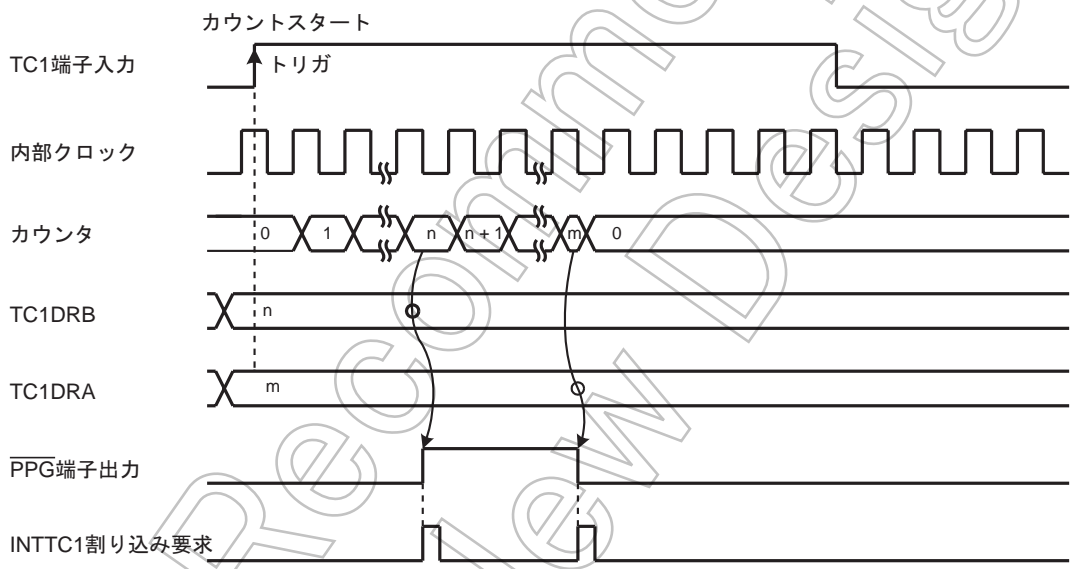 カウントスタート
TC1端子入力
トリガ
内部クロック
カウンタ
0 1 n n + 1 m 0
TC1DRB
n
TC1DRA
m
PPG端子出力
INTTC1割り込み要求